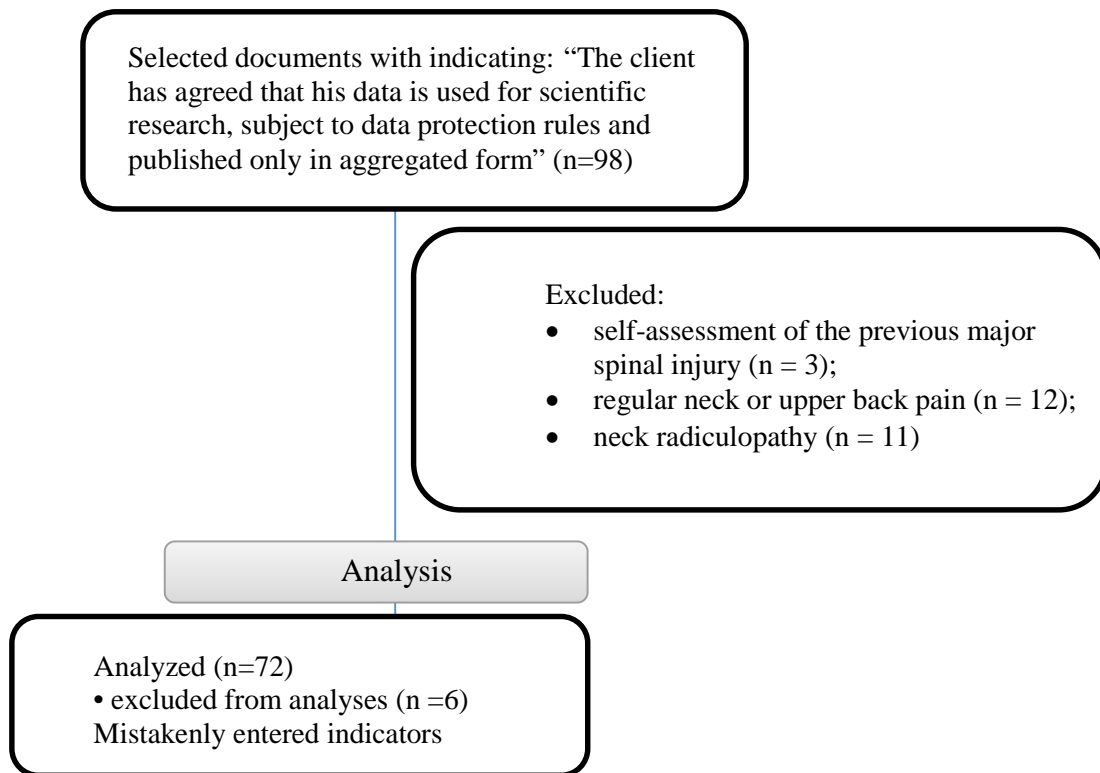 Selected documents with indicating: “The client
has agreed that his data is used for scientific
research, subject to data protection rules and
published only in aggregated form” (n=98)
Excluded:
• self-assessment of the previous major
spinal injury (n = 3);
• regular neck or upper back pain (n = 12);
• neck radiculopathy (n = 11)
Analysis
Analyzed (n=72)
• excluded from analyses (n =6)
Mistakenly entered indicators